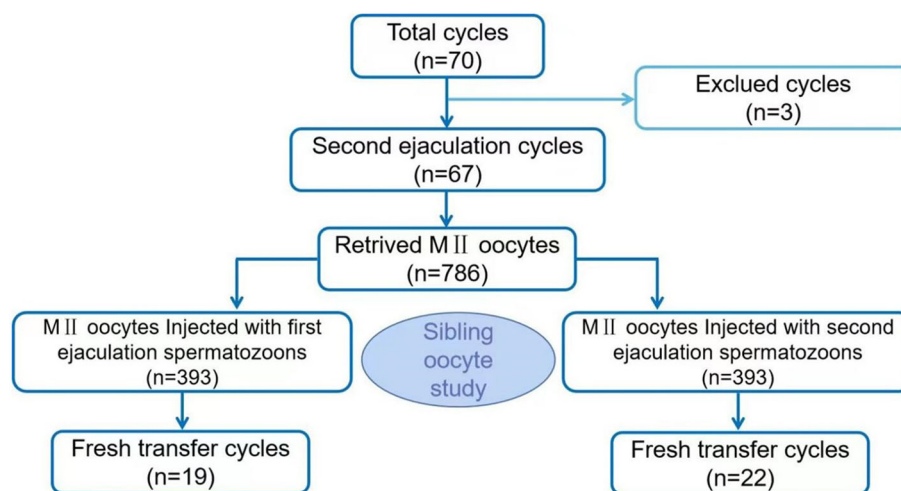 Total cycles
(n=70)
Exclued cycles
(n=3)
Second ejaculation cycles
(n=67)
Retrived MⅡ oocytes
(n=786)
MⅡ oocytes Injected with first
ejaculation spermatozoons
(n=393)
Sibling
oocyte
study
MⅡ oocytes Injected with second
ejaculation spermatozoons
(n=393)
Fresh transfer cycles
(n=19)
Fresh transfer cycles
(n=22)